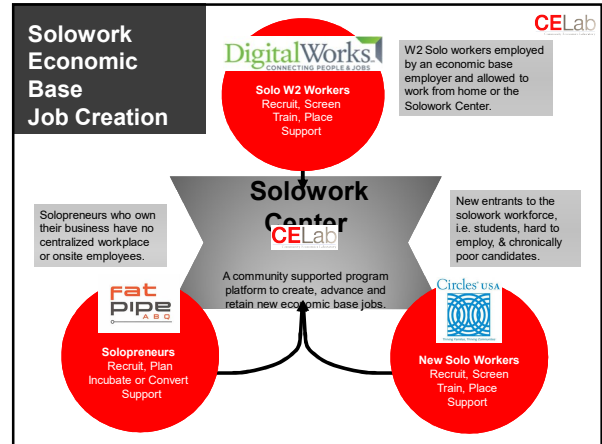 Solowork
Economic
Base
Job Creation
CELab
DigitalWorks
CONNECTING PEOPLE & JOBS
Solo W2 Workers
Recruit, Screen
Train, Place
Support
W2 Solo workers employed
by an economic base
employer and allowed to
work from home or the
Solowork Center.
Solowork
Center
CELab
A community supported program
platform to create, advance and
retain new economic base jobs.
Solopreneurs who own
their business have no
centralized workplace
or onsite employees.
New entrants to the
solowork workforce,
i.e. students, hard to
employ, & chronically
poor candidates.
Fat
pipe
ABQ
Solopreneurs
Recruit, Plan
Incubate or Convert
Support
Circles USA
New Solo Workers
Recruit, Screen
Train, Place
Support